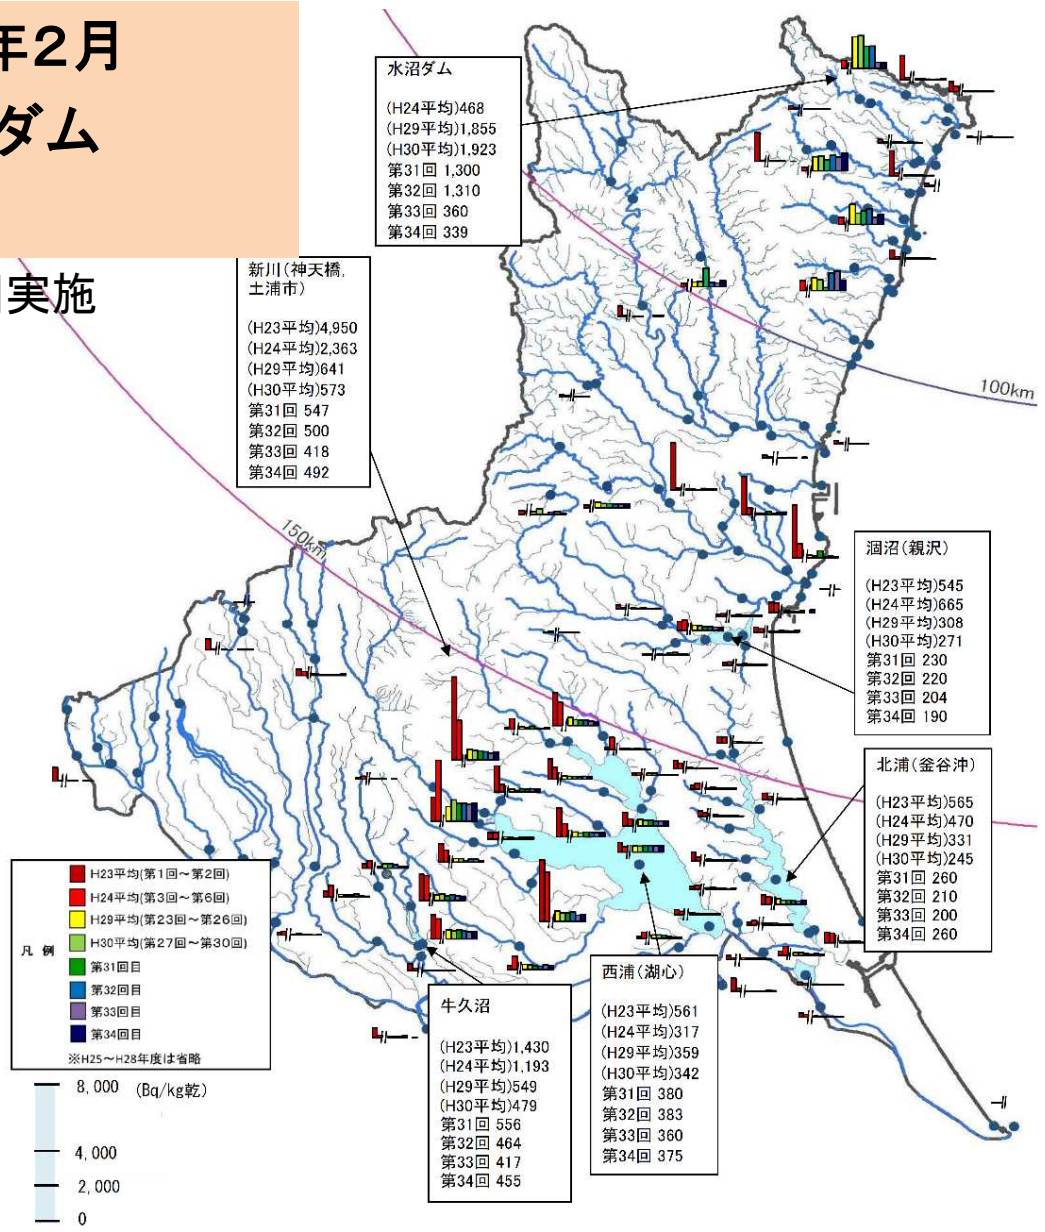 年2月
ダム
実施
水沼ダム
(H24平均)468
(H29平均)1,855
(H30平均)1,923
第31回 1,300
第32回 1,310
第33回 360
第34回 339
新川(神天橋,
土浦市)
(H23平均)4,950
(H24平均)2,363
(H29平均)641
(H30平均)573
第31回 547
第32回 500
第33回 418
第34回 492
100km
150km
涸沼(親沢)
(H23平均)545
(H24平均)665
(H29平均)308
(H30平均)271
第31回 230
第32回 220
第33回 204
第34回 190
北浦(釜谷沖)
(H23平均)565
(H24平均)470
(H29平均)331
(H30平均)245
第31回 260
第32回 210
第33回 200
第34回 260
凡 例
H23平均(第1回~第2回)
H24平均(第3回~第6回)
H29平均(第23回~第26回)
H30平均(第27回~第30回)
第31回目
第32回目
第33回目
第34回目
※H25~H28年度は省略
牛久沼
(H23平均)1,430
(H24平均)1,193
(H29平均)549
(H30平均)479
第31回 556
第32回 464
第33回 417
第34回 455
西浦(湖心)
(H23平均)561
(H24平均)317
(H29平均)359
(H30平均)342
第31回 380
第32回 383
第33回 360
第34回 375
8,000 (Bq/kg乾)
4,000
2,000
0